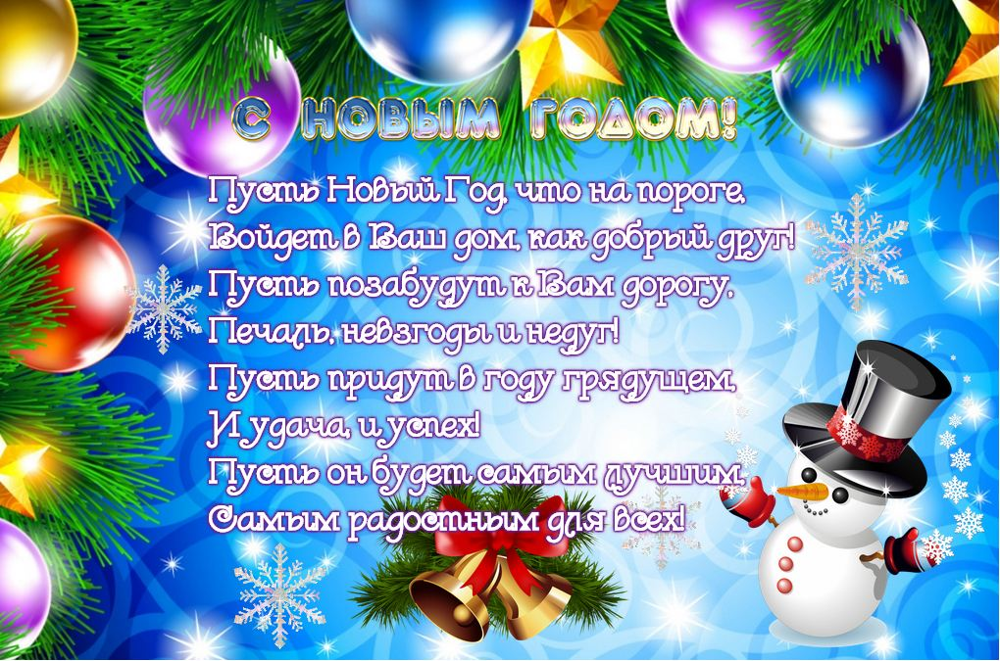 С НОВЫМ ГОДОМ!
Пусть Новый Год, что на пороге,
Войдет в Ваш дом, как добрый друг!
Пусть позабудут к Вам дорогу,
Печаль, невзгоды и недуг!
Пусть придут в году грядущем,
И удача, и успех!
Пусть он будет самым лучшим,
Самым радостным для всех!